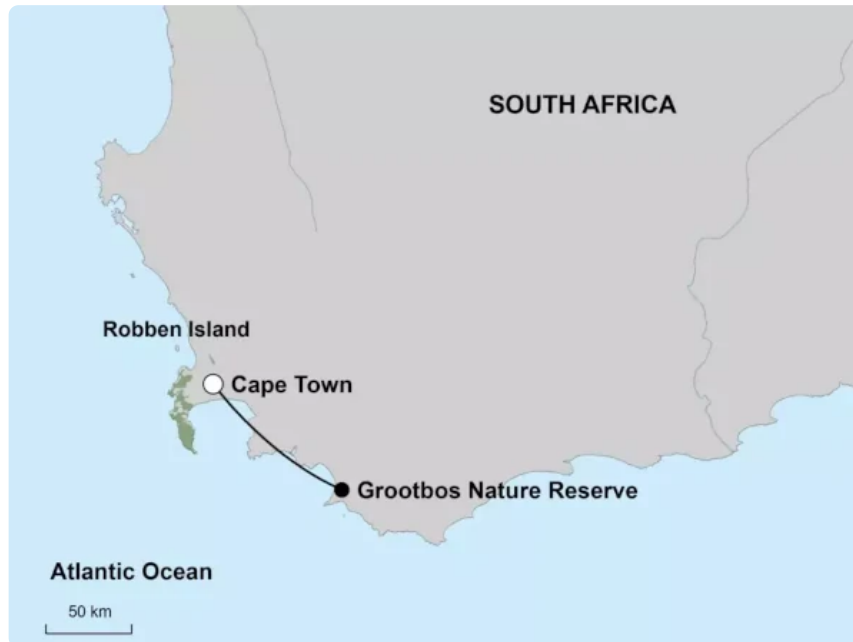 SOUTH AFRICA
Robben Island
Cape Town
Grootbos Nature Reserve
Atlantic Ocean
50 km